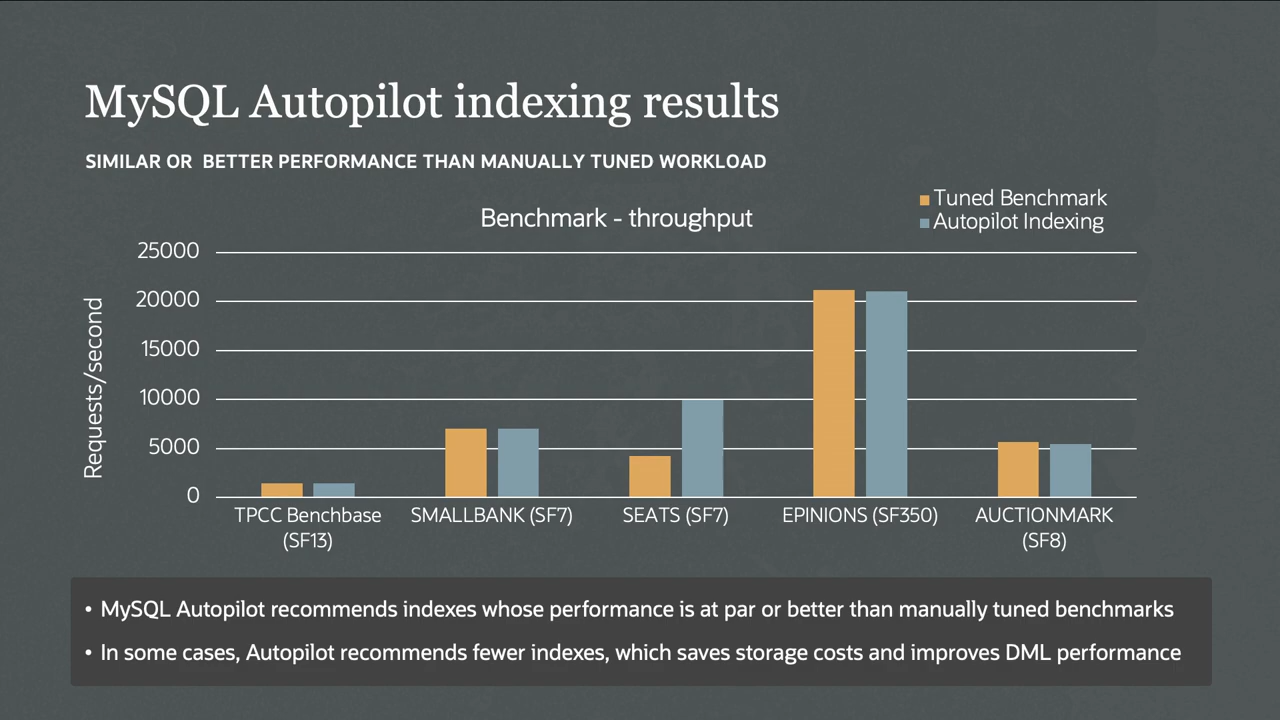 MySQL Autopilot indexing results
SIMILAR OR  BETTER PERFORMANCE THAN MANUALLY TUNED WORKLOAD
Benchmark - throughput
Tuned Benchmark
Autopilot Indexing
Requests/second
25000
20000
15000
10000
5000
0
TPCC Benchbase
(SF13)
SMALLBANK (SF7)
SEATS (SF7)
EPINIONS (SF350)
AUCTIONMARK
(SF8)
• MySQL Autopilot recommends indexes whose performance is at par or better than manually tuned benchmarks
• In some cases, Autopilot recommends fewer indexes, which saves storage costs and improves DML performance